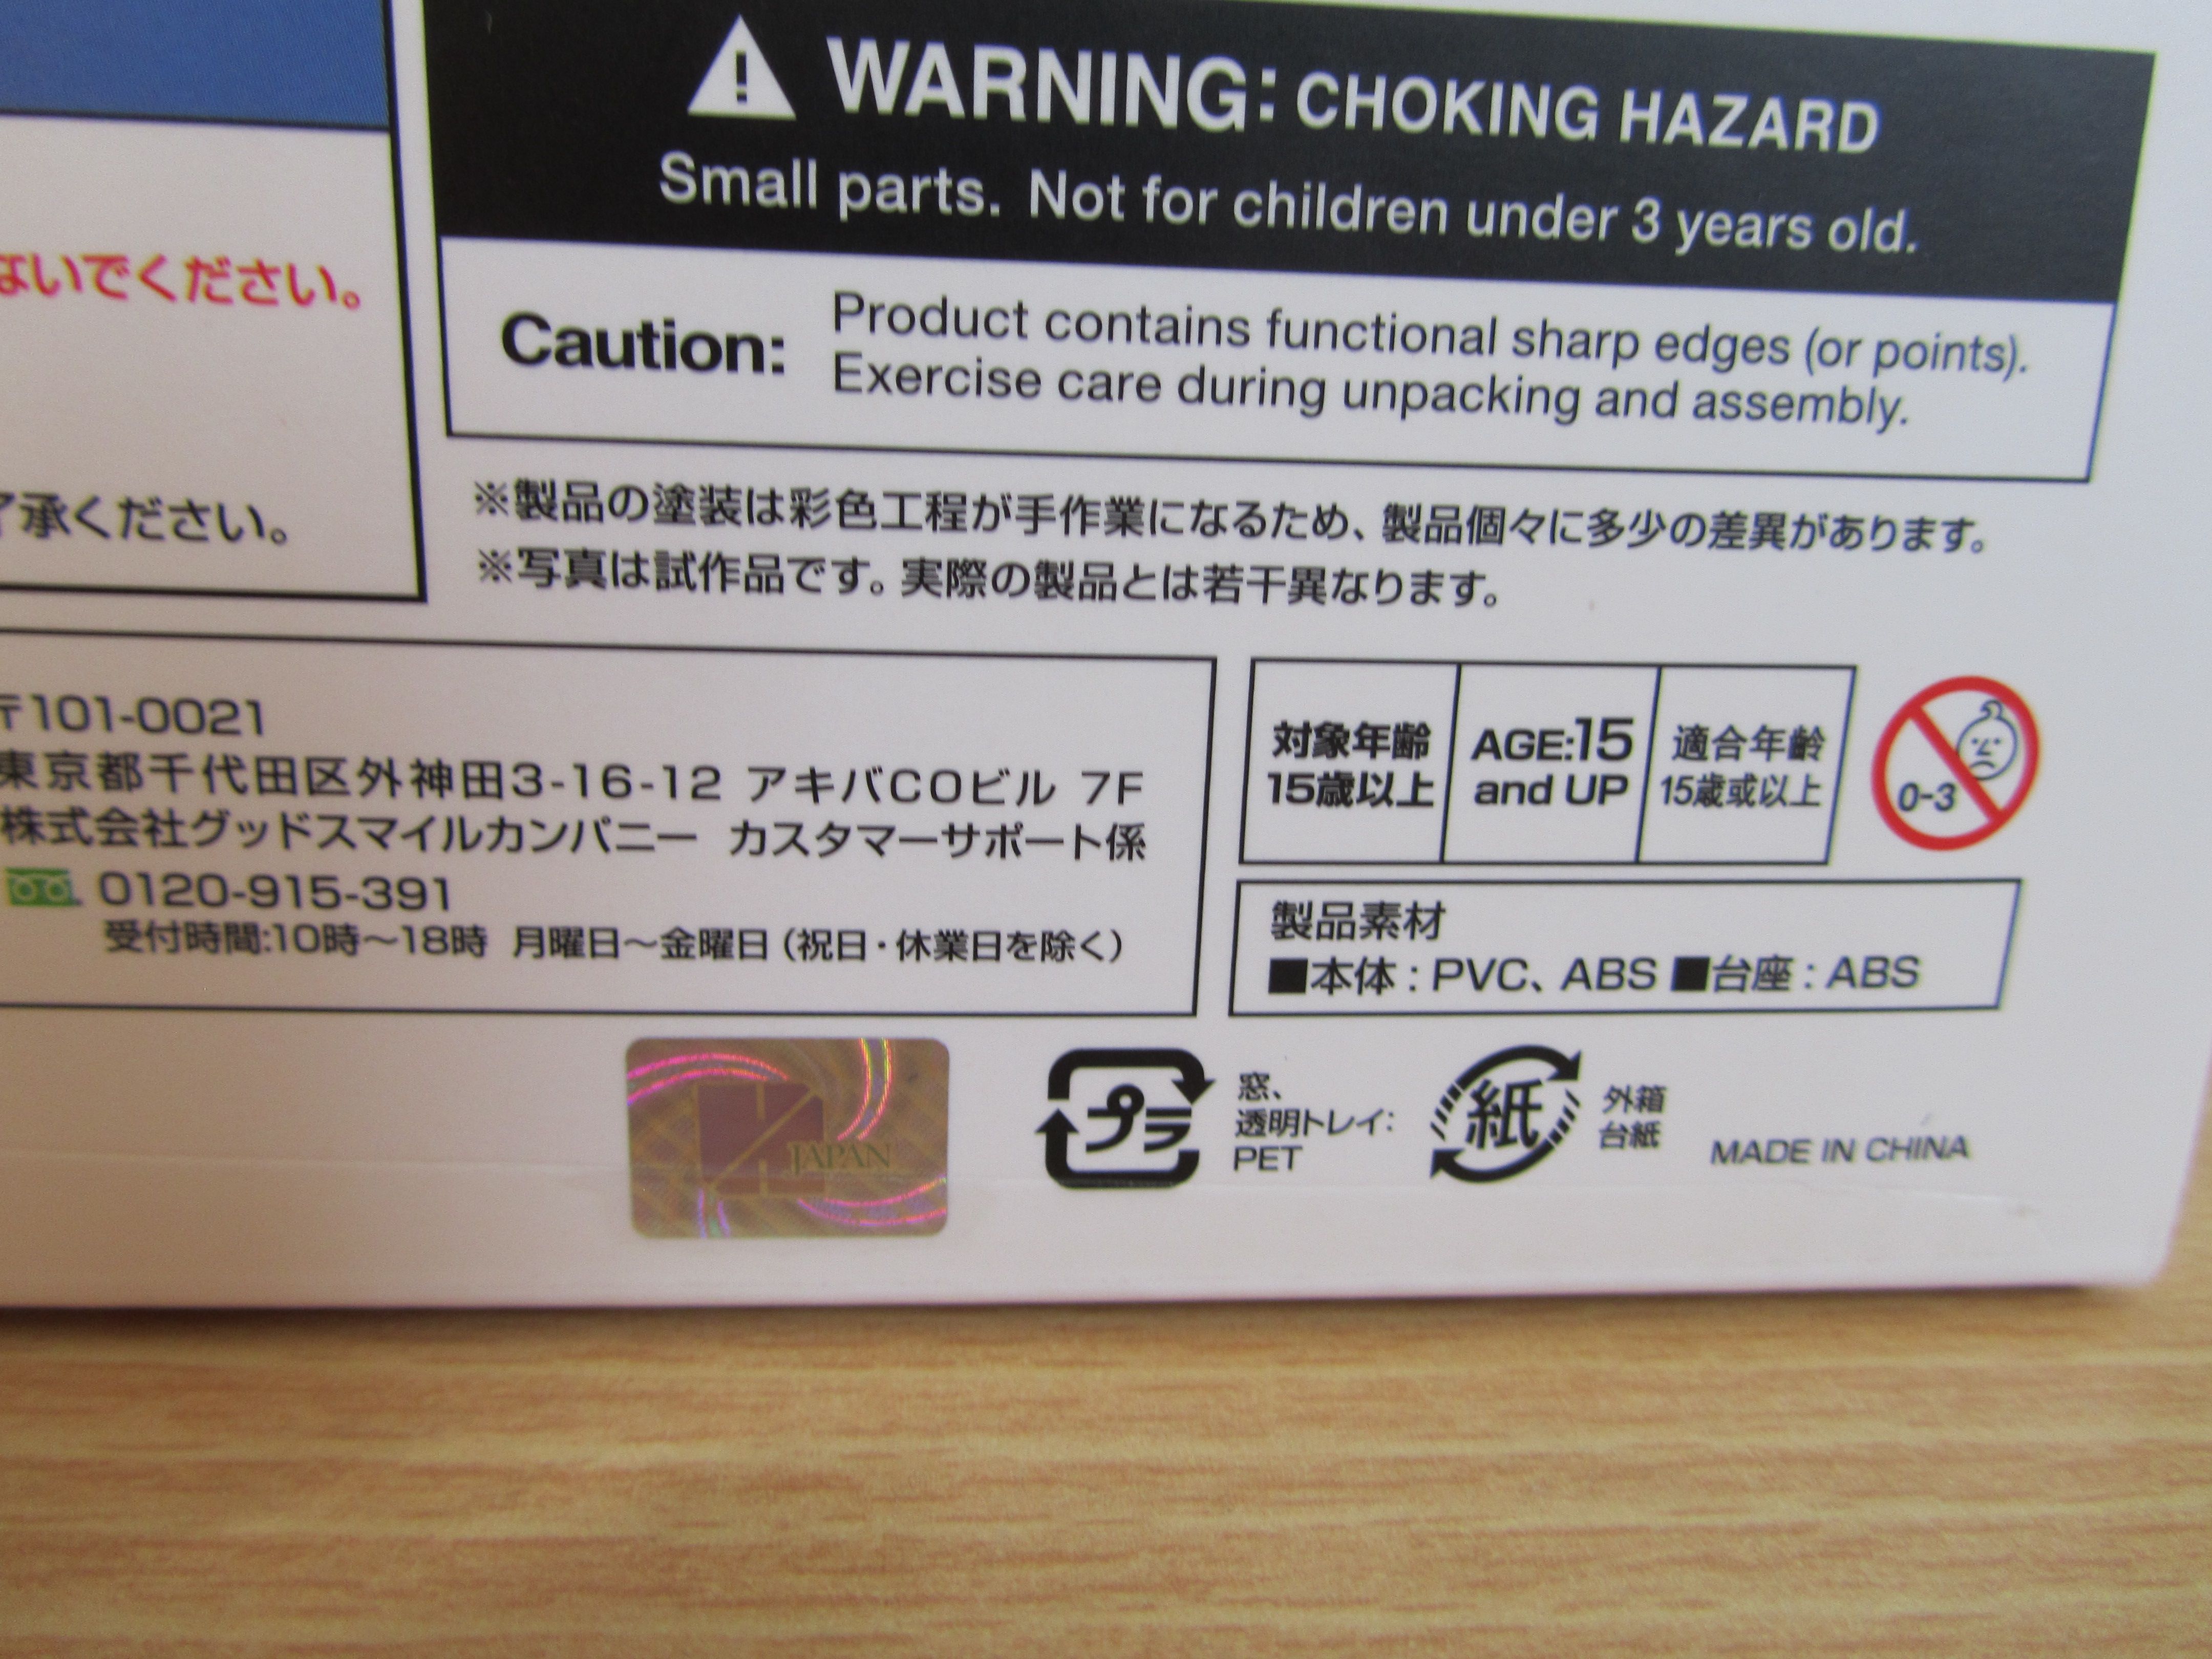 WARNING: CHOKING HAZARD
Small parts. Not for children under 3 years old.
Caution:
Product contains functional sharp edges (or points).
Exercise care during unpacking and assembly.
ないでください。
了承ください。
※製品の塗装は彩色工程が手作業になるため、製品個々に多少の差異があります。
※写真は試作品です。実際の製品とは若干異なります。
〒101-0021
東京都千代田区外神田3-16-12 アキバCOビル 7F
株式会社グッドスマイルカンパニー カスタマーサポート係
0120-915-391
受付時間:10時〜18時 月曜日〜金曜日（祝日・休業日を除く）
対象年齢
15歳以上
AGE:15
and UP
適合年齡
15歳或以上
0-3
製品素材
■本体：PVC、ABS ■台座：ABS
JAPAN
プラ
窓、
透明トレイ：
PET
紙
外箱
台紙
MADE IN CHINA